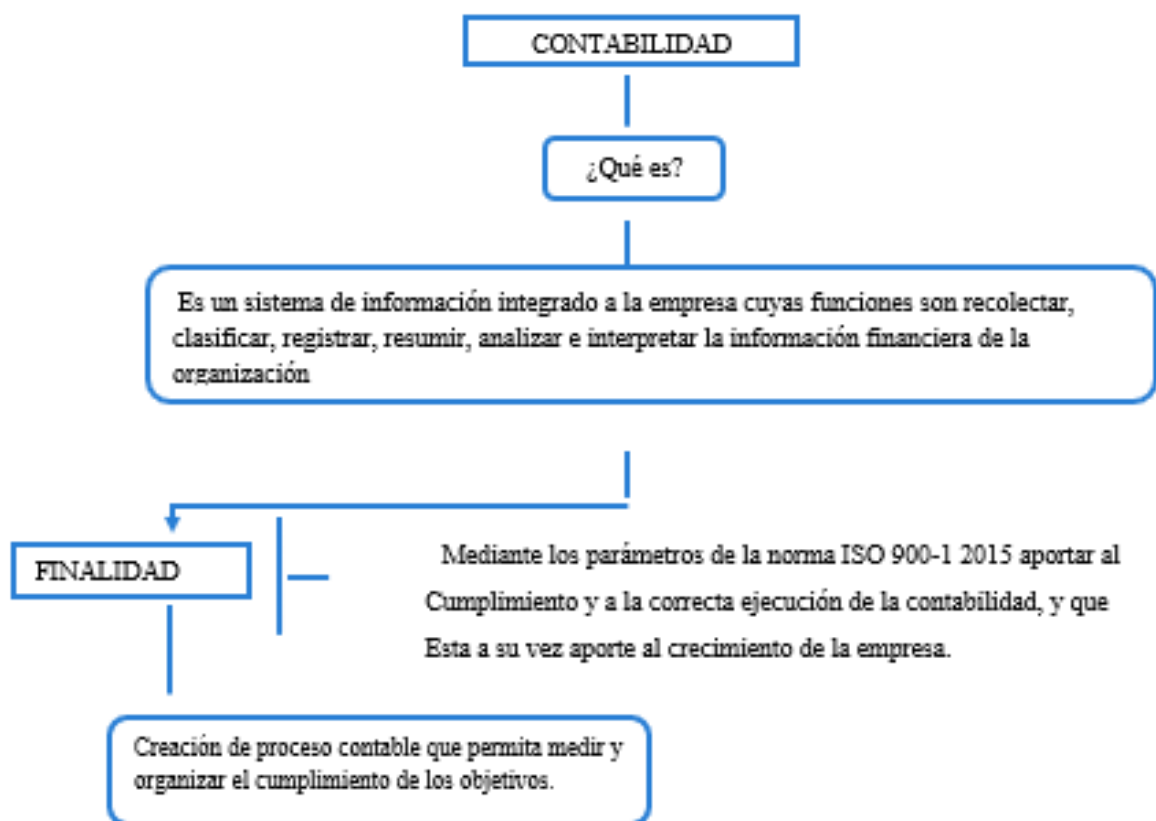 CONTABILIDAD
¿Qué es?
Es un sistema de información integrado a la empresa cuyas funciones son recolectar,
clasificar, registrar, resumir, analizar e interpretar la información financiera de la
organización
FINALIDAD
Mediante los parámetros de la norma ISO 900-1 2015 aportar al
Cumplimiento y a la correcta ejecución de la contabilidad, y que
Esta a su vez aporte al crecimiento de la empresa.
Creación de proceso contable que permita medir y
organizar el cumplimiento de los objetivos.